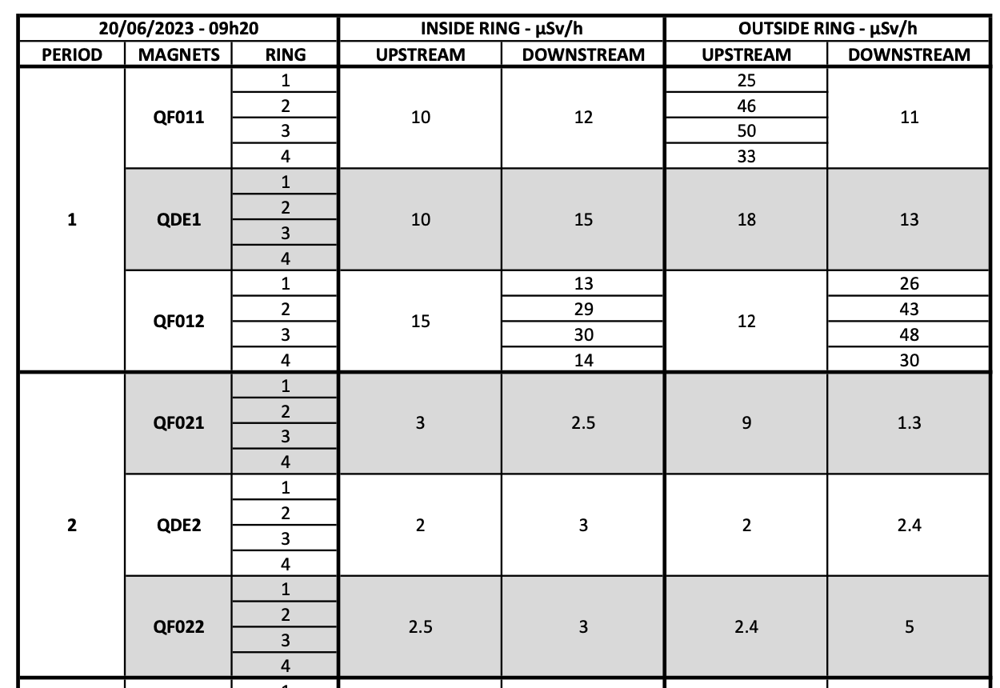 20/06/2023 - 09h20 INSIDE RING - µSv/h OUTSIDE RING - µSv/h
PERIOD MAGNETS RING UPSTREAM DOWNSTREAM UPSTREAM DOWNSTREAM
1 QF011 1 10 12 25 11
2 46
3 50
4 33
QDE1 1 10 15 18 13
2
3
4
QF012 1 15 13 12 26
2 29 43
3 30 48
4 14 30
2 QF021 1 3 2.5 9 1.3
2
3
4
QDE2 1 2 3 2 2.4
2
3
4
QF022 1 2.5 3 2.4 5
2
3
4